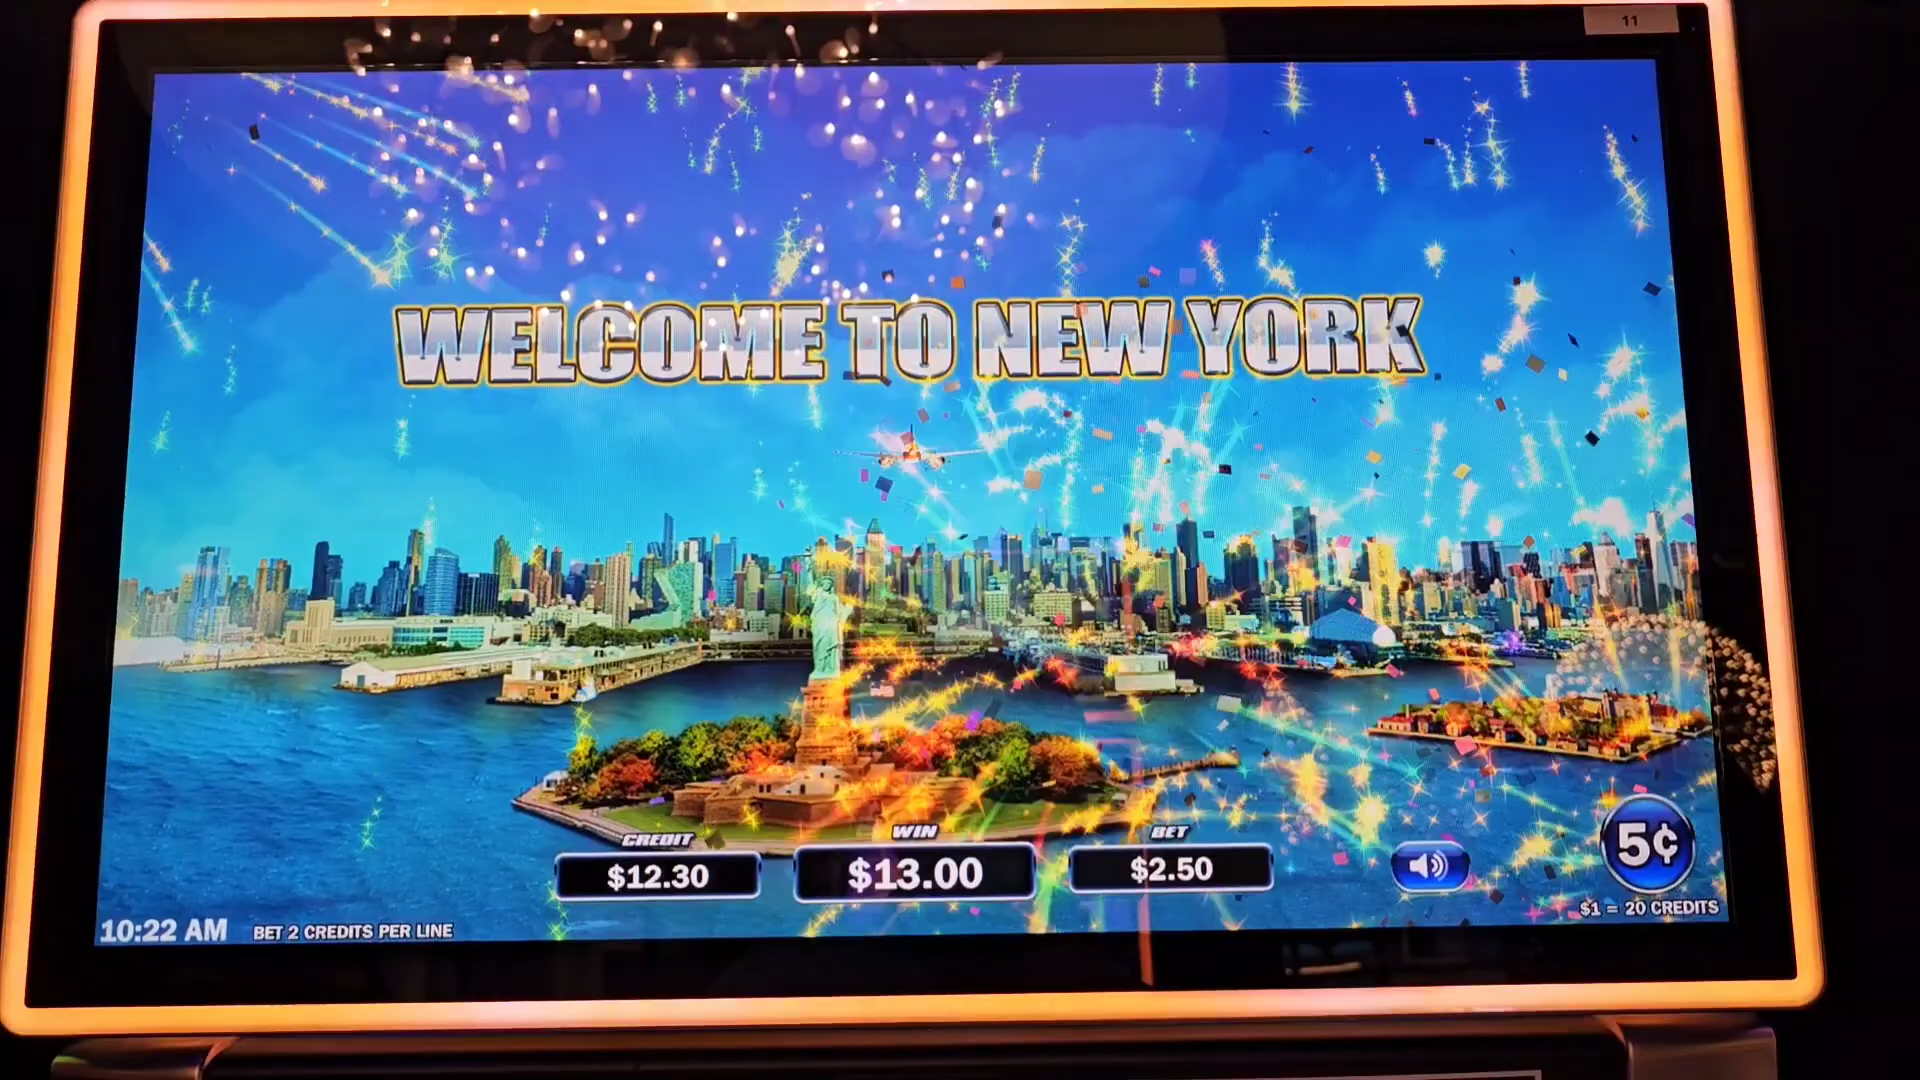 11
WELCOME TO NEW YORK
CREDIT
WIN
BET
$12.30
$13.00
$2.50
5¢
$1 = 20 CREDITS
10:22 AM
BET 2 CREDITS PER LINE